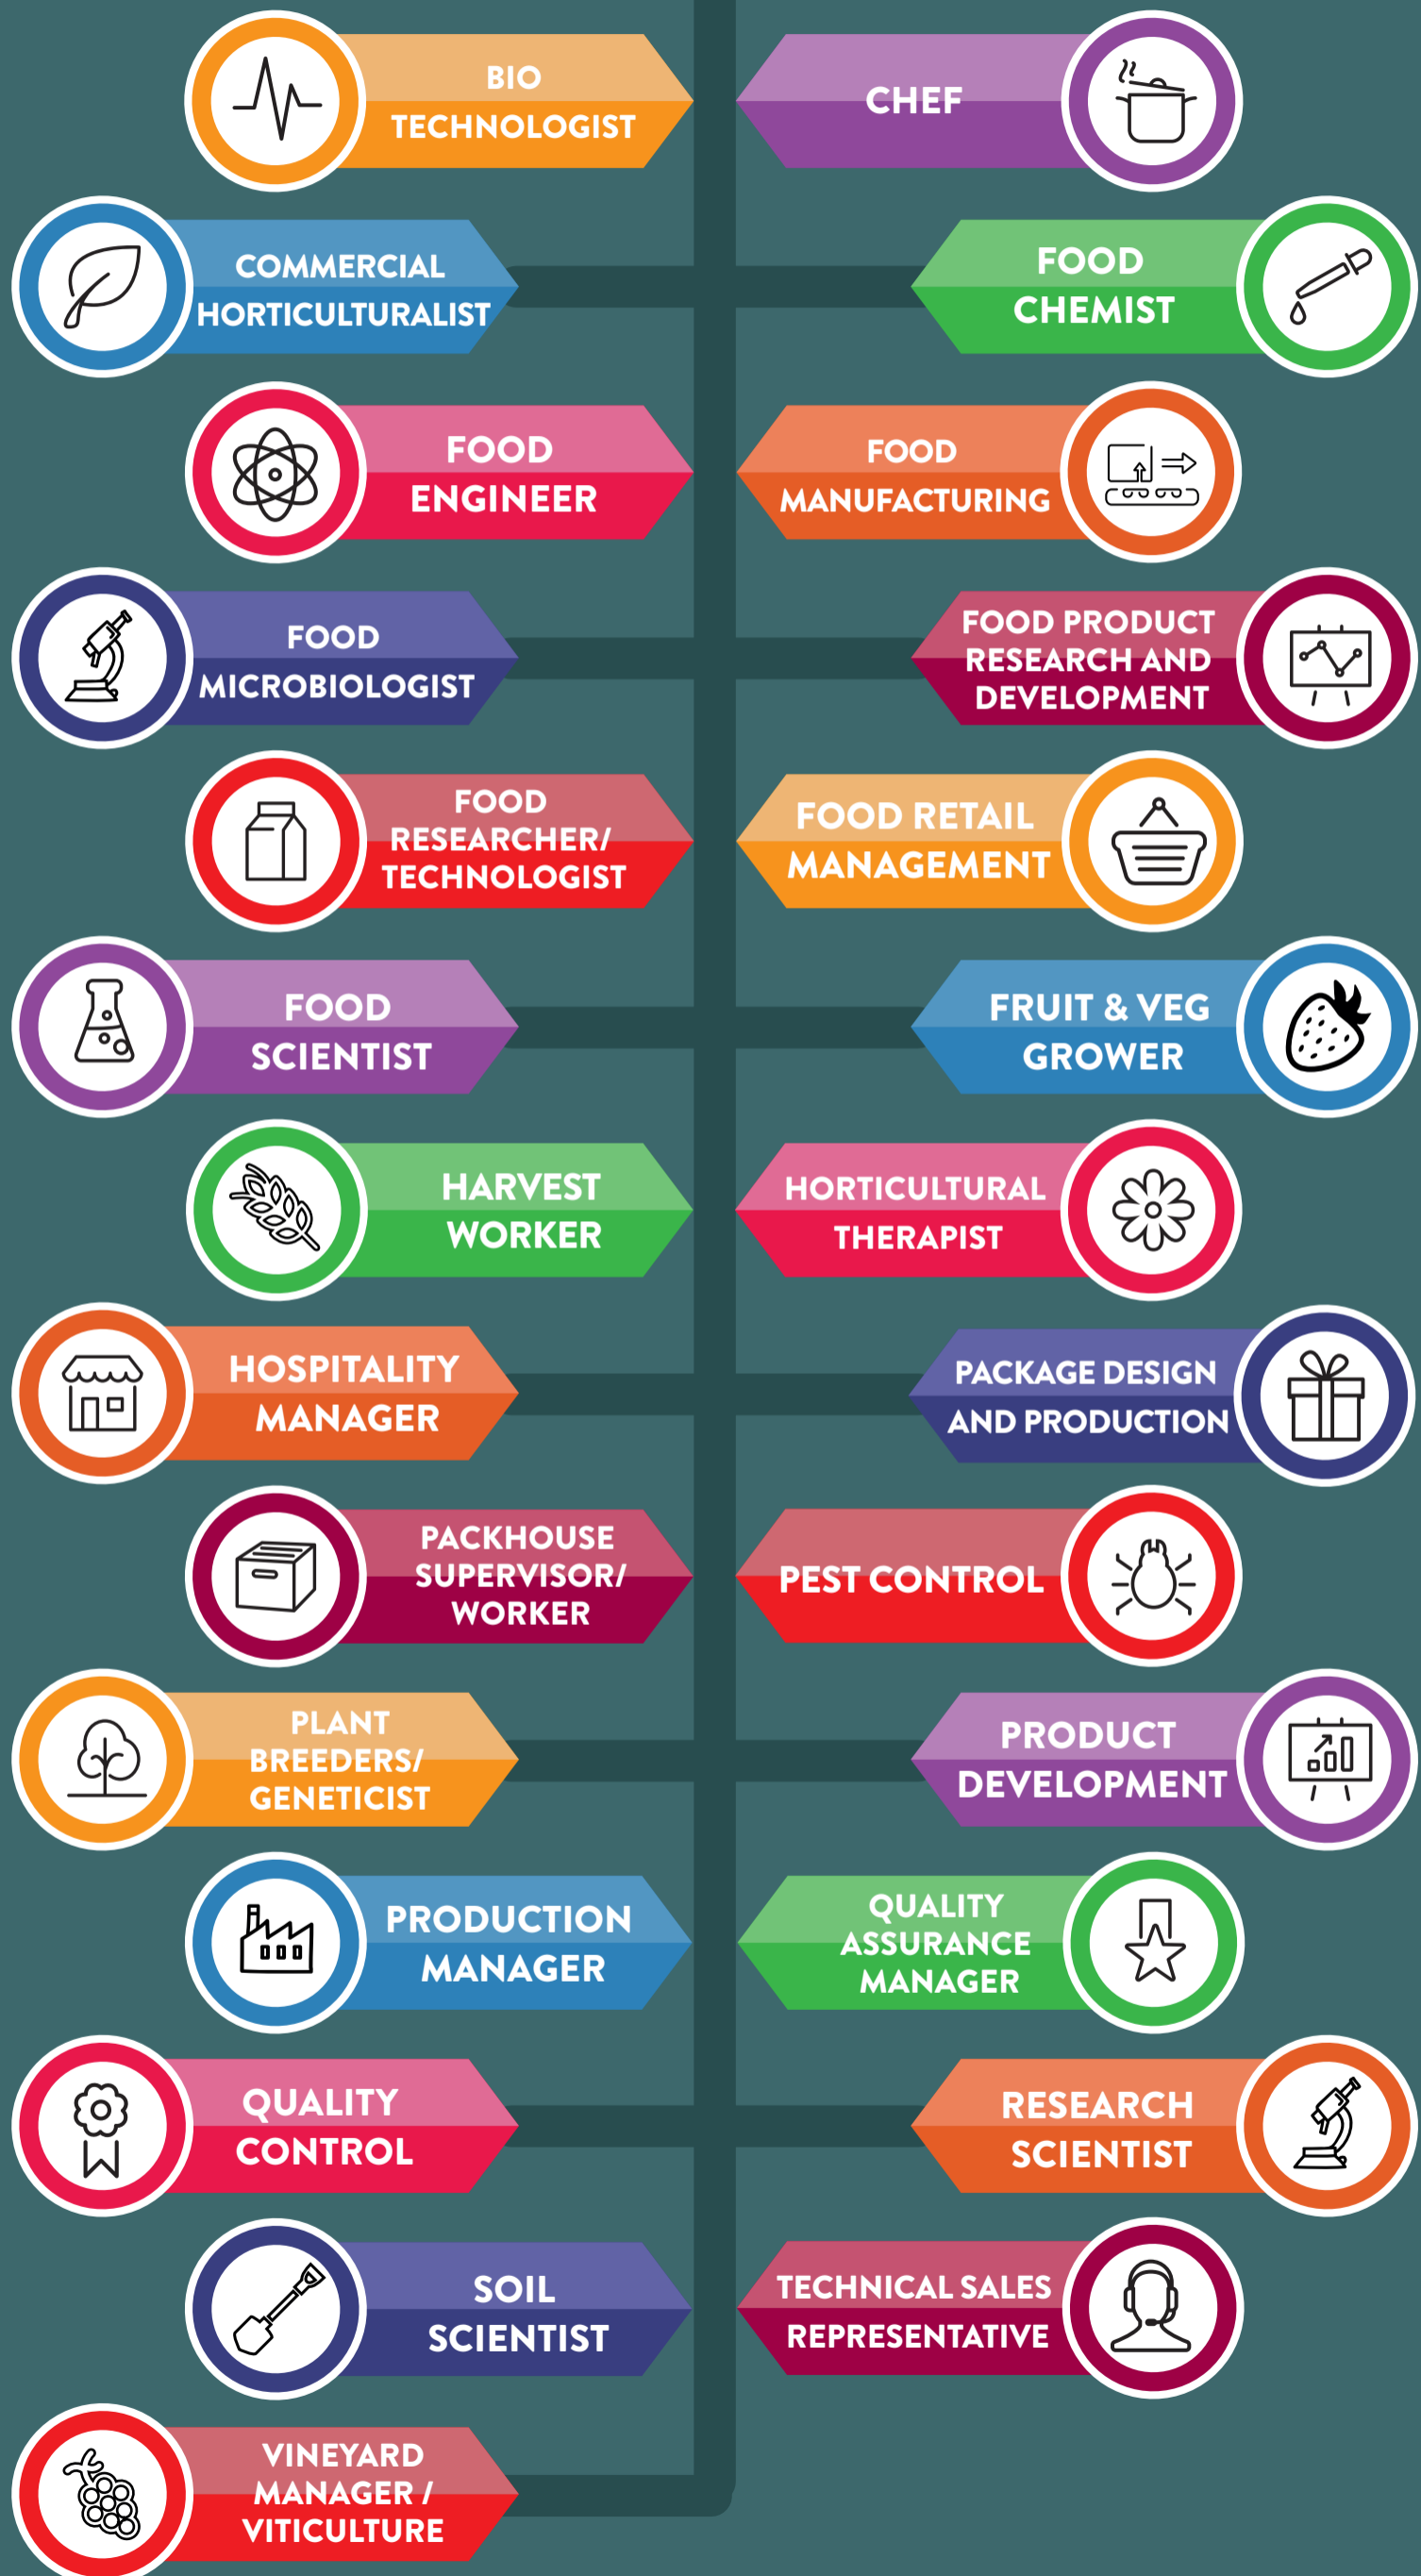 BIO
TECHNOLOGIST
CHEF
COMMERCIAL
HORTICULTURALIST
FOOD
CHEMIST
FOOD
ENGINEER
FOOD
MANUFACTURING
FOOD
MICROBIOLOGIST
FOOD PRODUCT
RESEARCH AND
DEVELOPMENT
FOOD
RESEARCHER/
TECHNOLOGIST
FOOD RETAIL
MANAGEMENT
FOOD
SCIENTIST
FRUIT & VEG
GROWER
HARVEST
WORKER
HORTICULTURAL
THERAPIST
HOSPITALITY
MANAGER
PACKAGE DESIGN
AND PRODUCTION
PACKHOUSE
SUPERVISOR/
WORKER
PEST CONTROL
PLANT
BREEDERS/
GENETICIST
PRODUCT
DEVELOPMENT
PRODUCTION
MANAGER
QUALITY
ASSURANCE
MANAGER
QUALITY
CONTROL
RESEARCH
SCIENTIST
SOIL
SCIENTIST
TECHNICAL SALES
REPRESENTATIVE
VINEYARD
MANAGER /
VITICULTURE